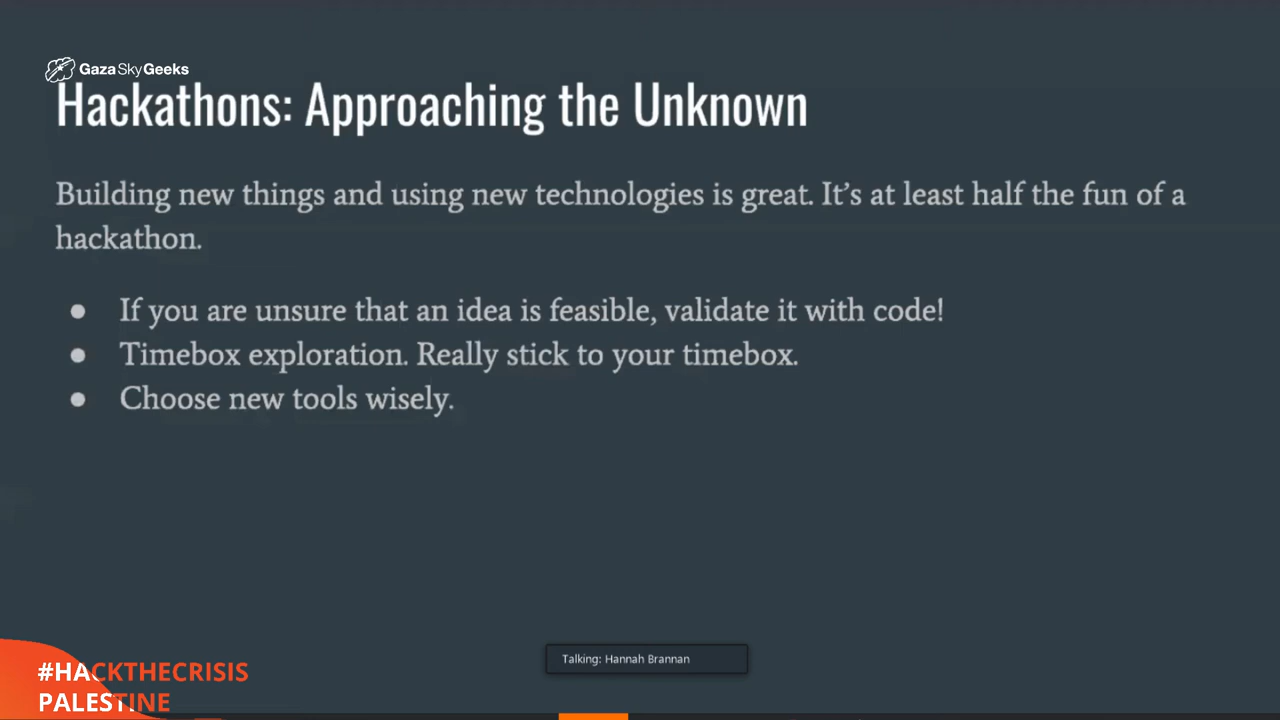 Gaza Sky Geeks
Hackathons: Approaching the Unknown
Building new things and using new technologies is great. It’s at least half the fun of a
hackathon.
● If you are unsure that an idea is feasible, validate it with code!
● Timebox exploration. Really stick to your timebox.
● Choose new tools wisely.
Talking: Hannah Brannan
#HACKTHECRISIS
PALESTINE